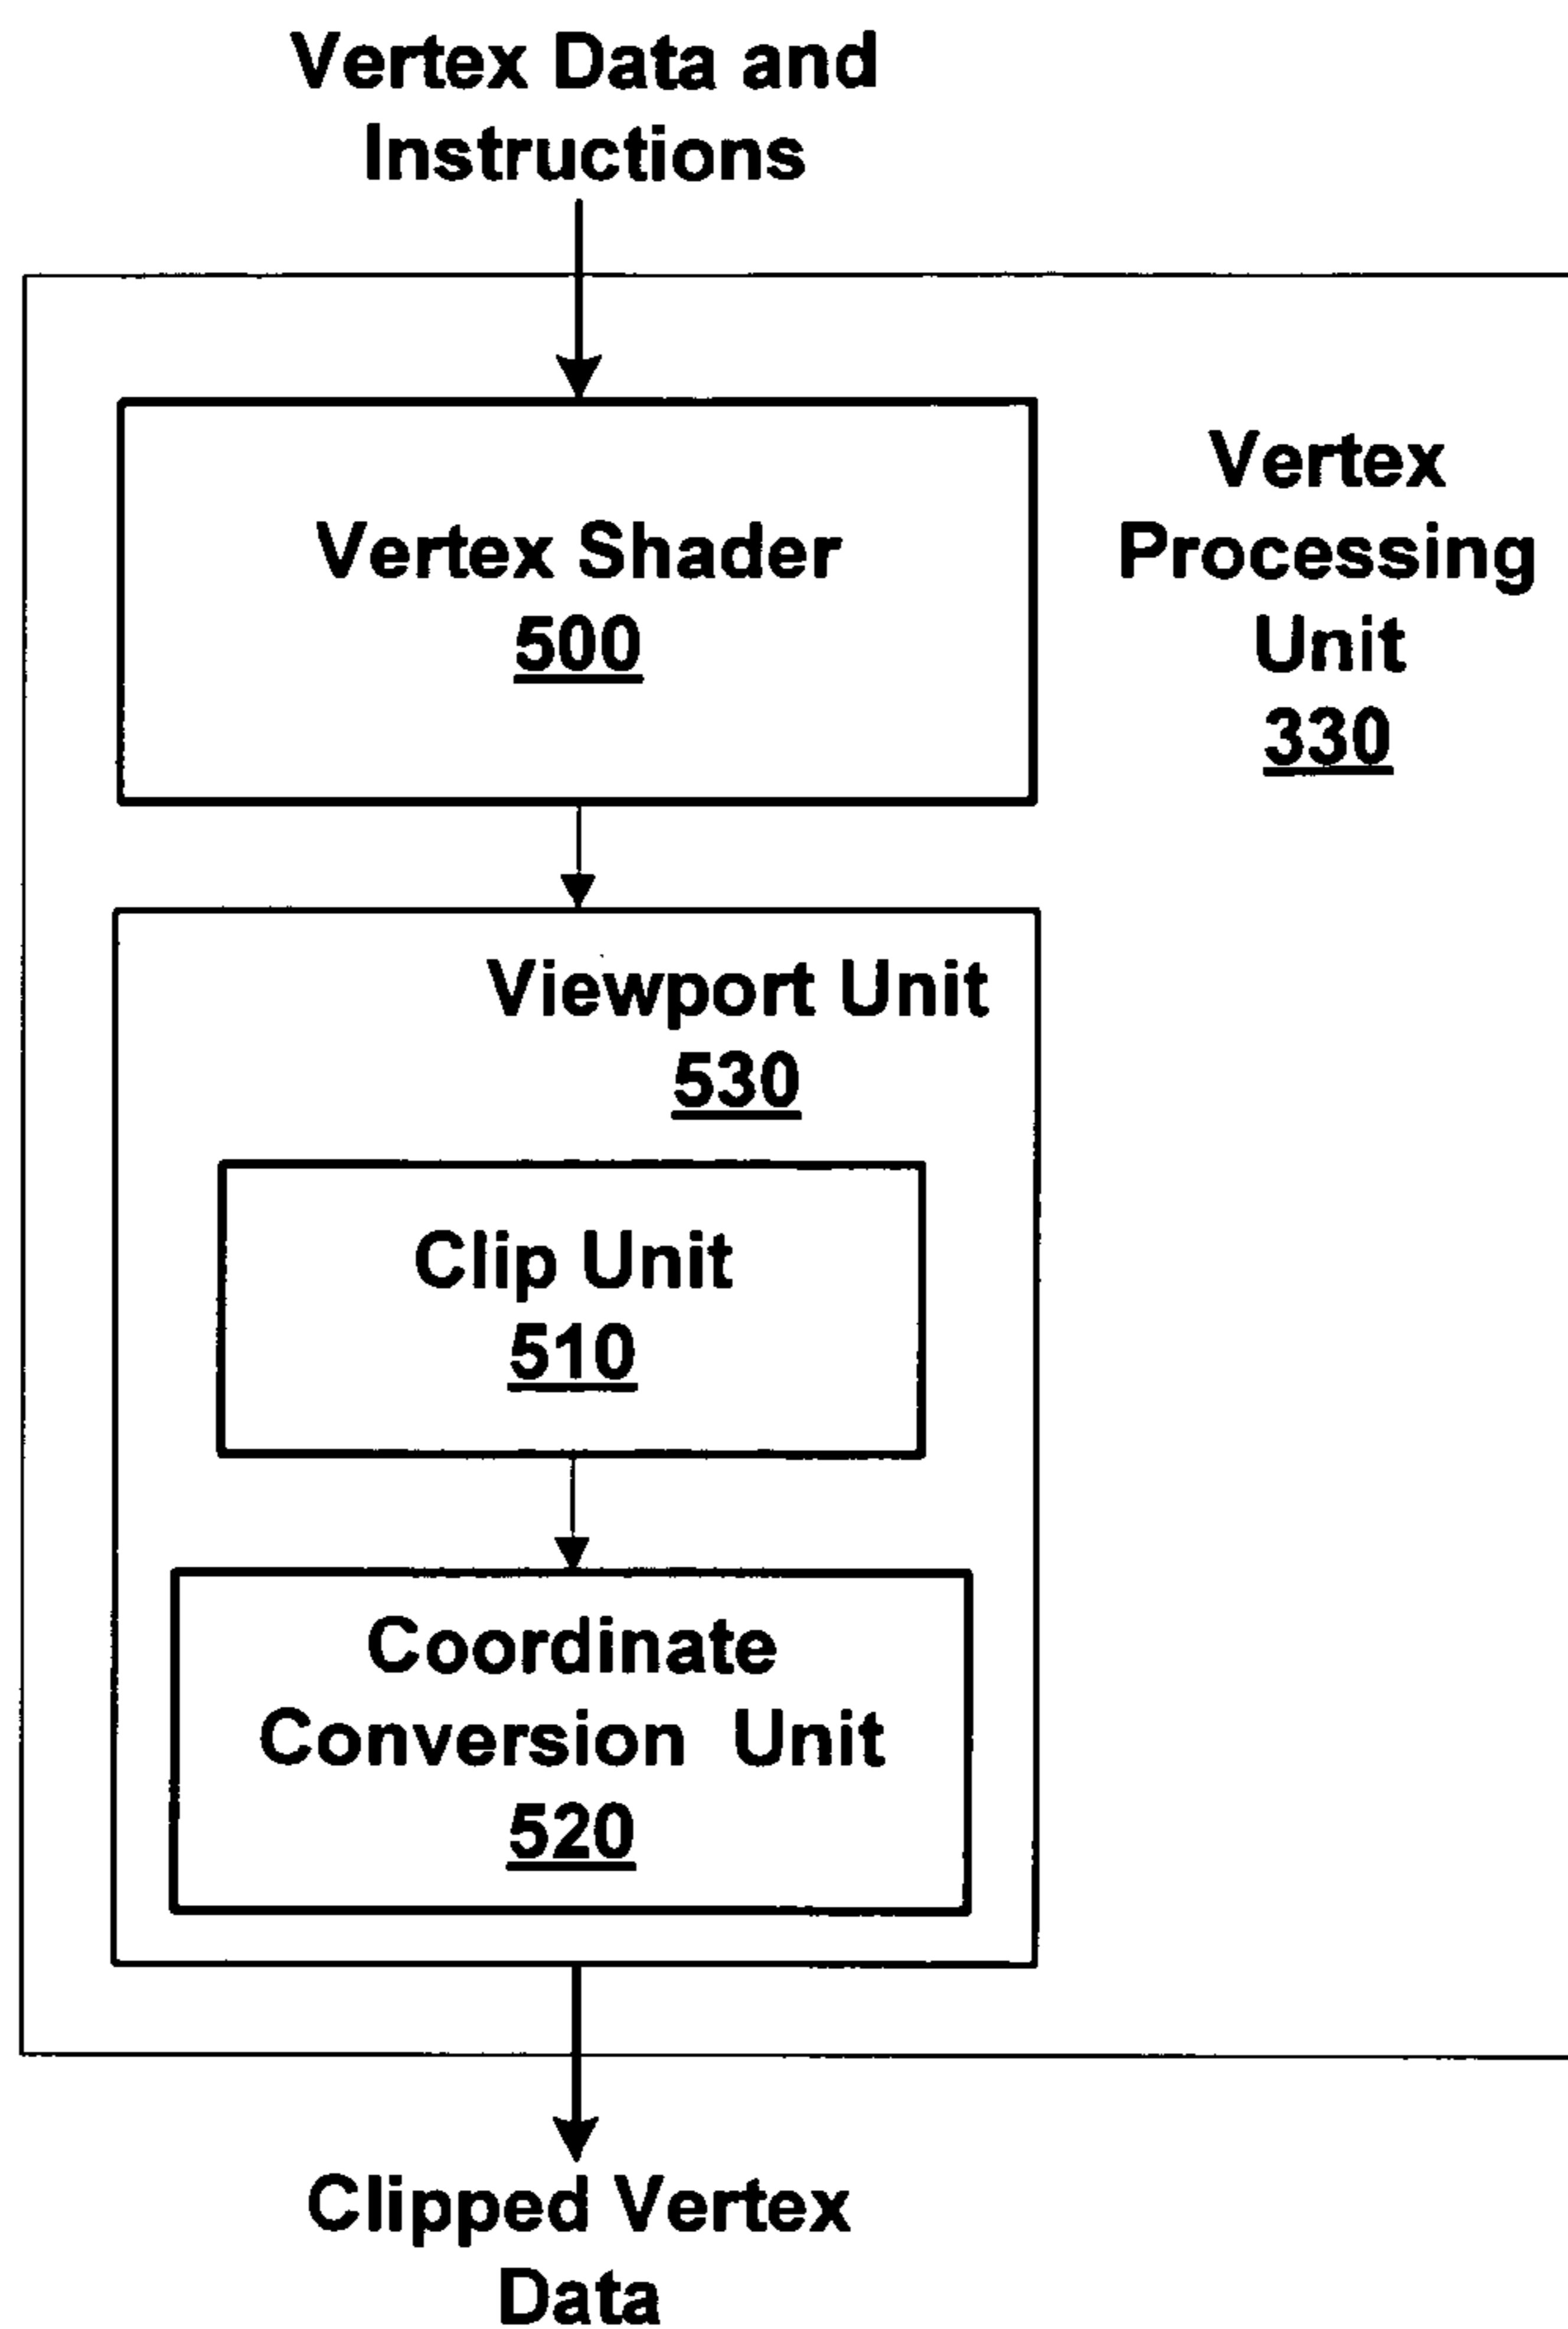 Vertex Data and
Instructions
Vertex Shader
500
Vertex
Processing
Unit
330
Viewport Unit
530
Clip Unit
510
Coordinate
Conversion Unit
520
Clipped Vertex
Data